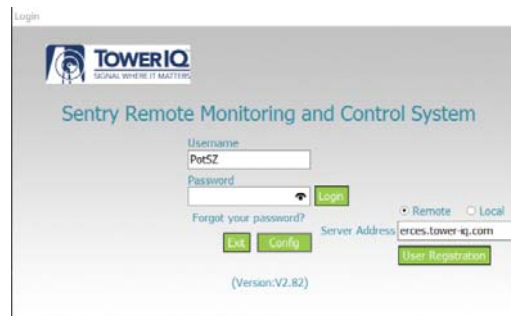 Login
TOWERIQ
SIGNAL WHERE IT MATTERS
Sentry Remote Monitoring and Control System
Username
PotSZ
Password
Login
Forgot your password?
Remote Local
Exit Config
Server Address erces.tower-iq.com
User Registration
(Version:V2.82)